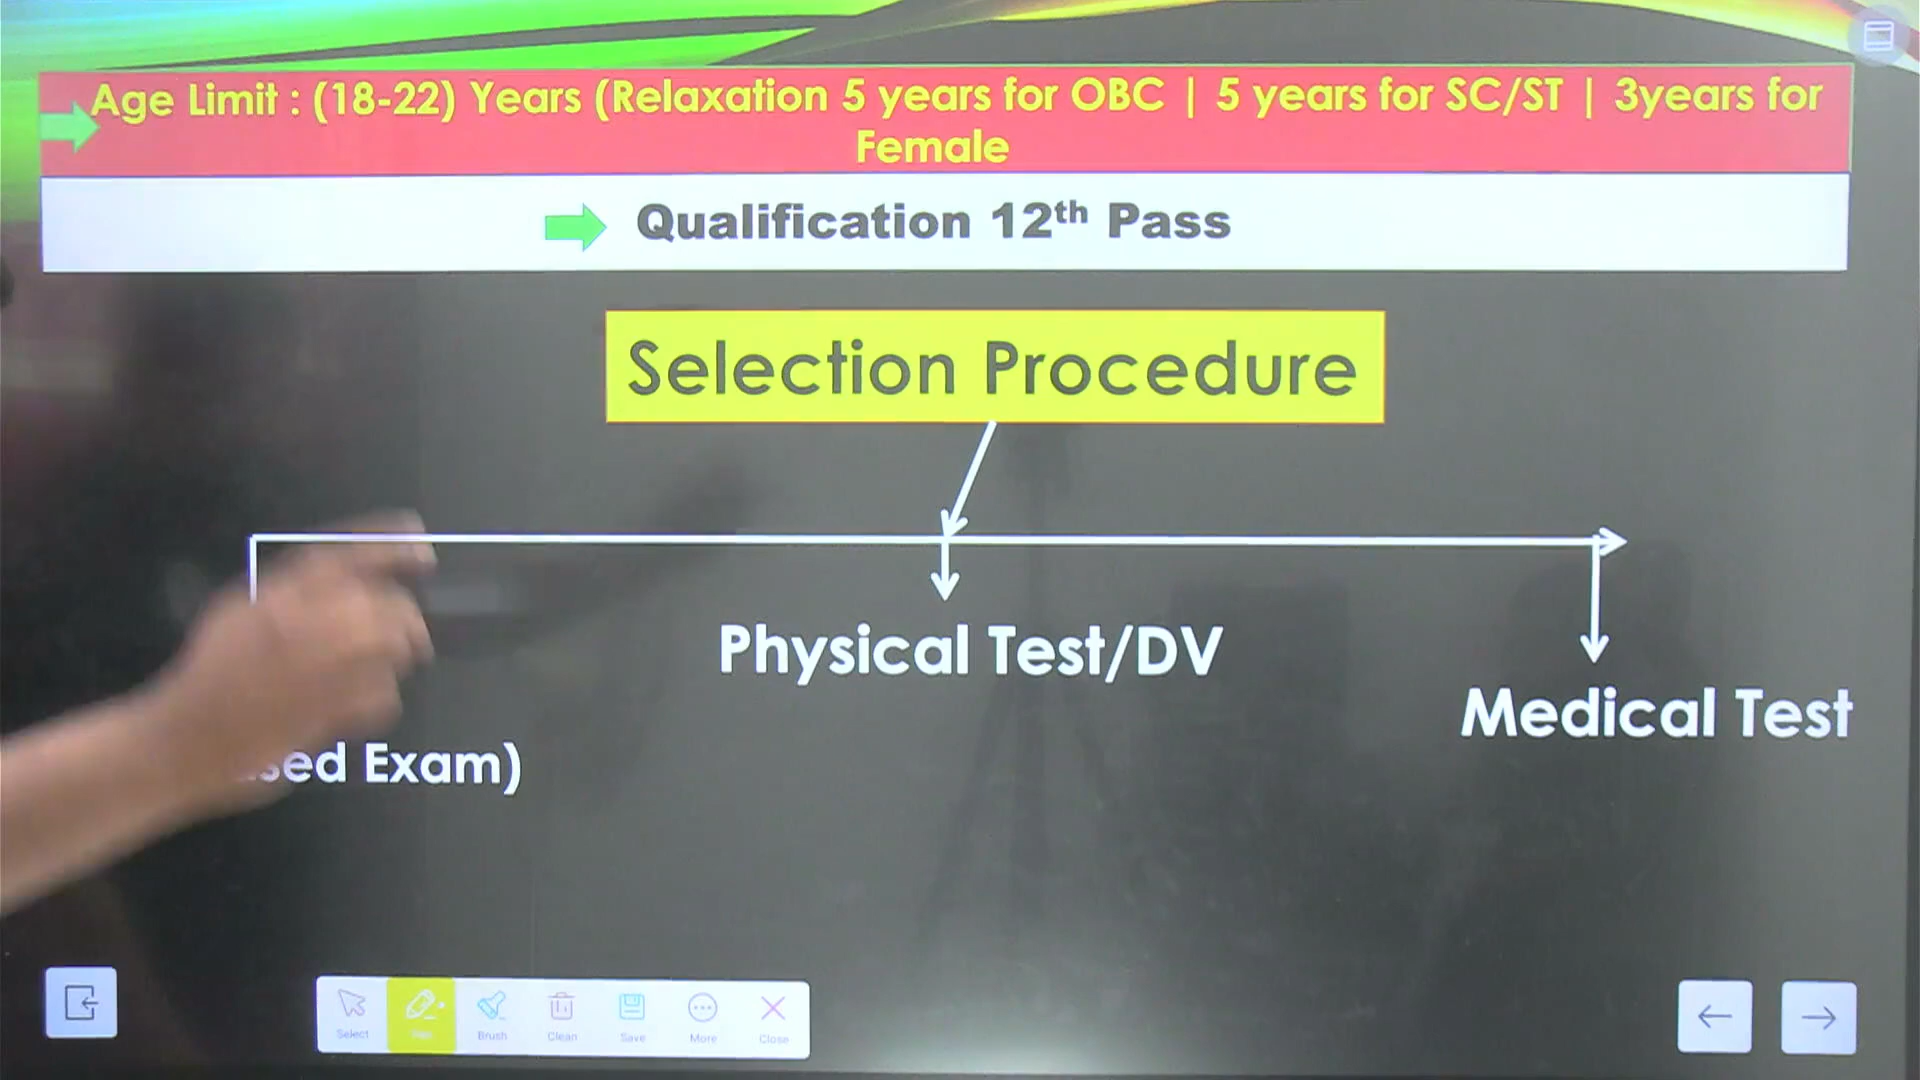 Age Limit : (18-22) Years (Relaxation 5 years for OBC | 5 years for SC/ST | 3years for
Female
Qualification 12th Pass
Selection Procedure
Physical Test/DV
Medical Test
Exam)
Select
Brush
Clean
Save
More
Close